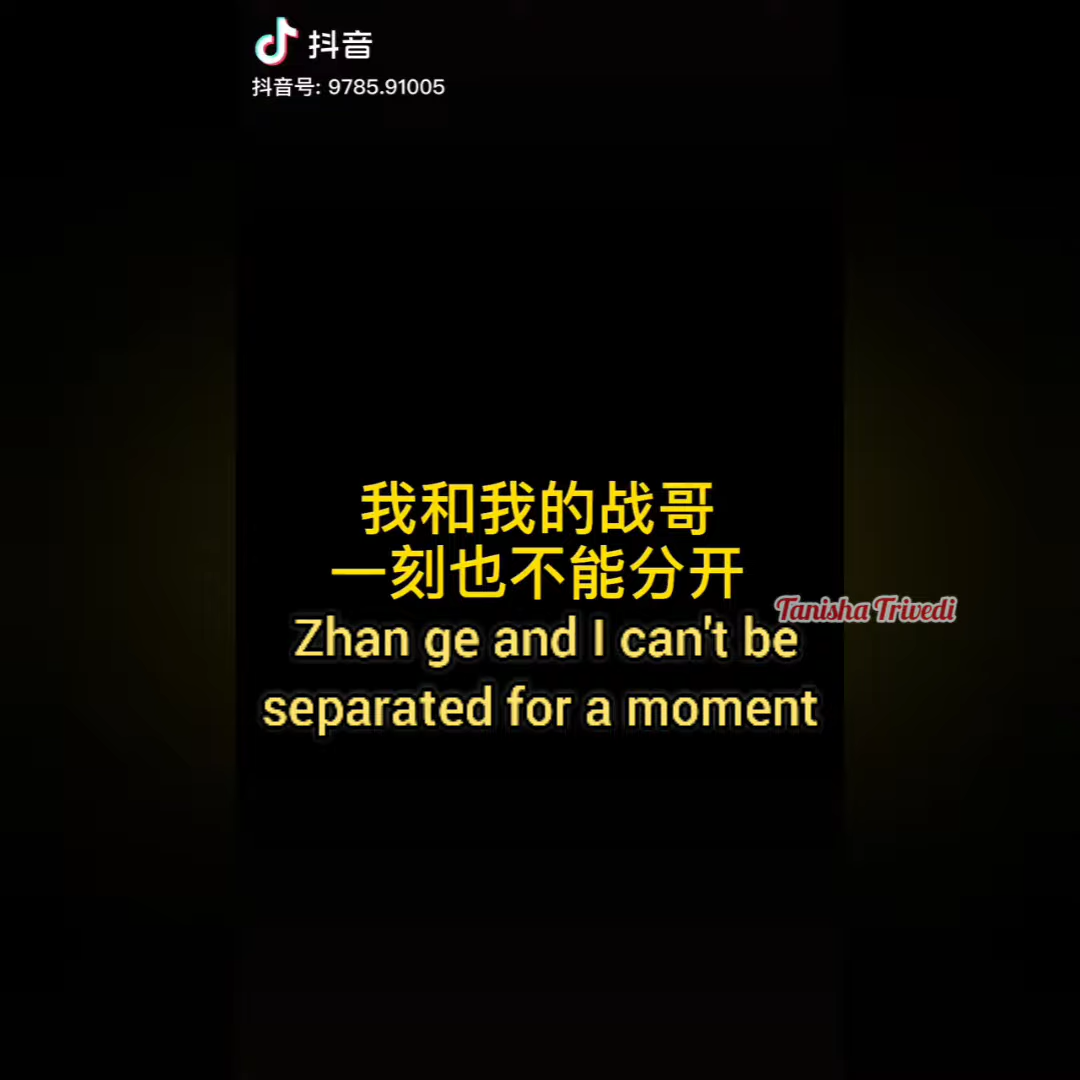 抖音
抖音号: 9785.91005
我和我的战哥
一刻也不能分开
Tanisha Trivedi
Zhan ge and I can't be
separated for a moment